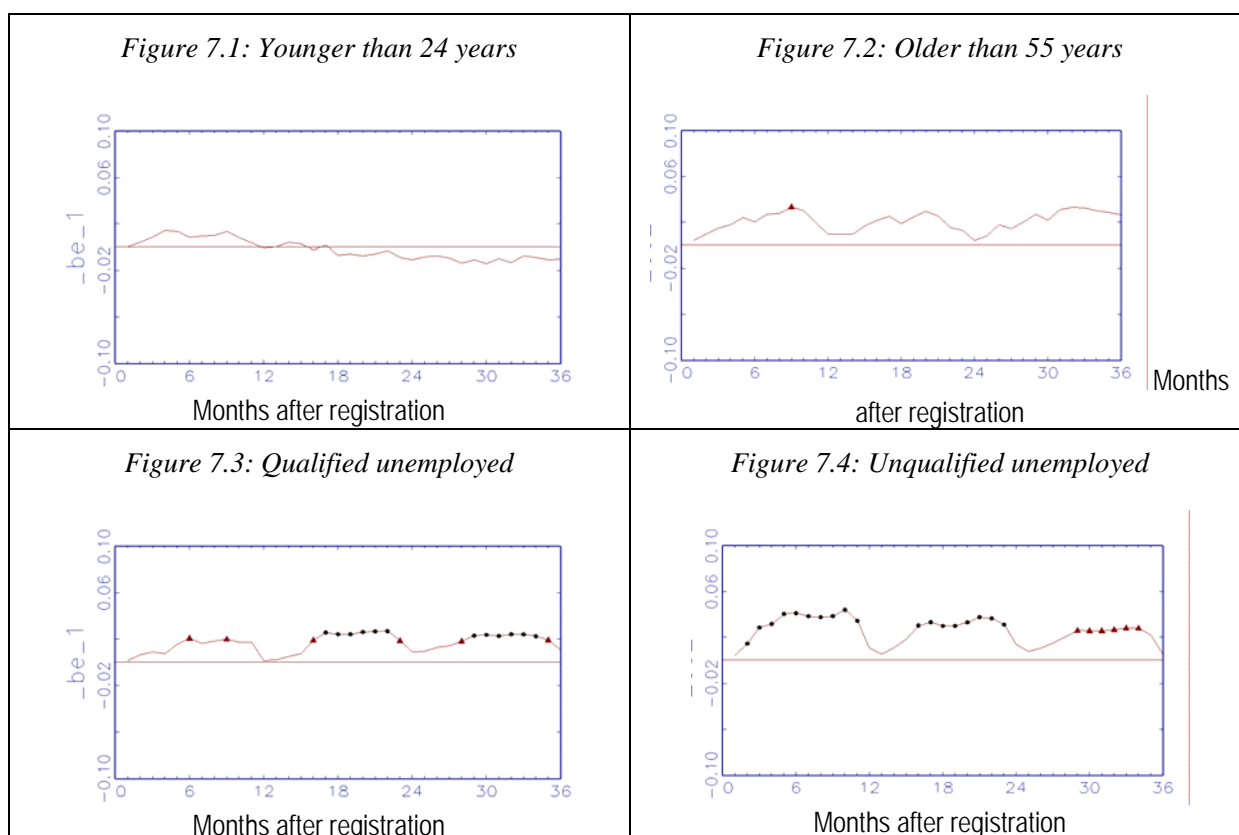 Figure 7.1: Younger than 24 years
0.10
0.06
-0.02
-0.10
-be_1
0 6 12 18 24 30 36
Months after registration
Figure 7.2: Older than 55 years
0.10
0.06
-0.02
-0.10
0 6 12 18 24 30 36
Months
after registration
Figure 7.3: Qualified unemployed
0.10
0.06
-0.02
-0.10
-be_1
0 6 12 18 24 30 36
Months after registration
Figure 7.4: Unqualified unemployed
0.10
0.06
-0.02
-0.10
0 6 12 18 24 30 36
Months after registration